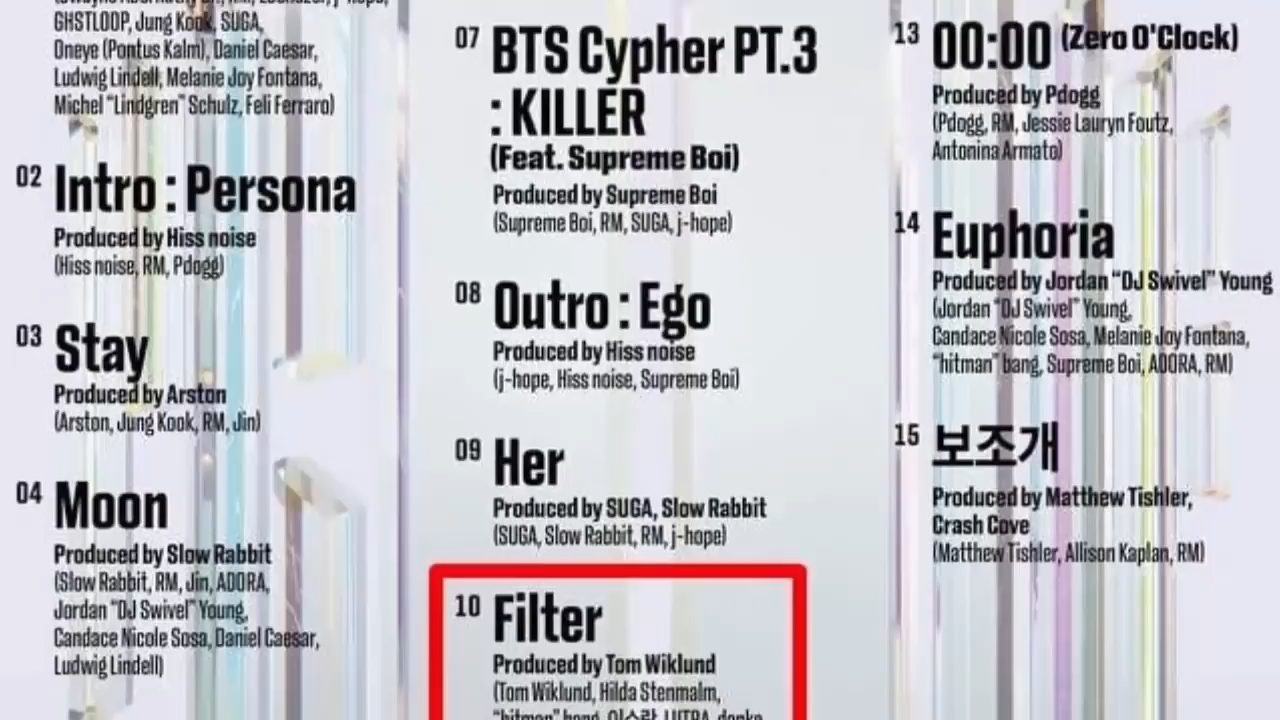 GHSTLOOP, Jung Kook, SUGA,
Oneye (Pontus Kalm), Daniel Caesar,
Ludwig Lindell, Melanie Joy Fontana,
Michel "Lindgren" Schulz, Feli Ferraro)
02
Intro : Persona
Produced by Hiss noise
(Hiss noise, RM, Pdogg)
03
Stay
Produced by Arston
(Arston, Jung Kook, RM, Jin)
04
Moon
Produced by Slow Rabbit
(Slow Rabbit, RM, Jin, ADORA,
Jordan "DJ Swivel" Young,
Candace Nicole Sosa, Daniel Caesar,
Ludwig Lindell)
07
BTS Cypher PT.3
: KILLER
(Feat. Supreme Boi)
Produced by Supreme Boi
(Supreme Boi, RM, SUGA, j-hope)
08
Outro : Ego
Produced by Hiss noise
(j-hope, Hiss noise, Supreme Boi)
09
Her
Produced by SUGA, Slow Rabbit
(SUGA, Slow Rabbit, RM, j-hope)
10
Filter
Produced by Tom Wiklund
(Tom Wiklund, Hilda Stenmalm,
"hitman" bang,
13
00:00 (Zero O'Clock)
Produced by Pdogg
(Pdogg, RM, Jessie Lauryn Foutz,
Antonina Armato)
14
Euphoria
Produced by Jordan "DJ Swivel" Young
(Jordan "DJ Swivel" Young,
Candace Nicole Sosa, Melanie Joy Fontana,
"hitman" bang, Supreme Boi, ADORA, RM)
15
보조개
Produced by Matthew Tishler,
Crash Cove
(Matthew Tishler, Allison Kaplan, RM)